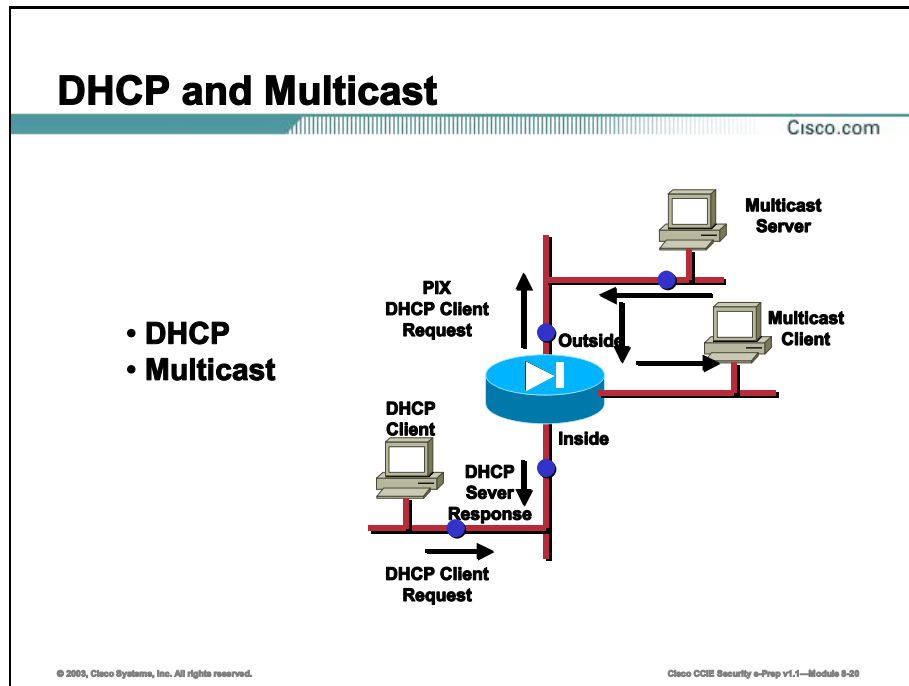 DHCP and Multicast
Cisco.com
• DHCP
• Multicast
Multicast
Server
PIX
DHCP Client
Request
Multicast
Client
Outside
DHCP
Client
Inside
DHCP
Sever
Response
DHCP Client
Request
© 2003, Cisco Systems, Inc. All rights reserved.
Cisco CCIE Security e-Prep v1.1—Module 8-20